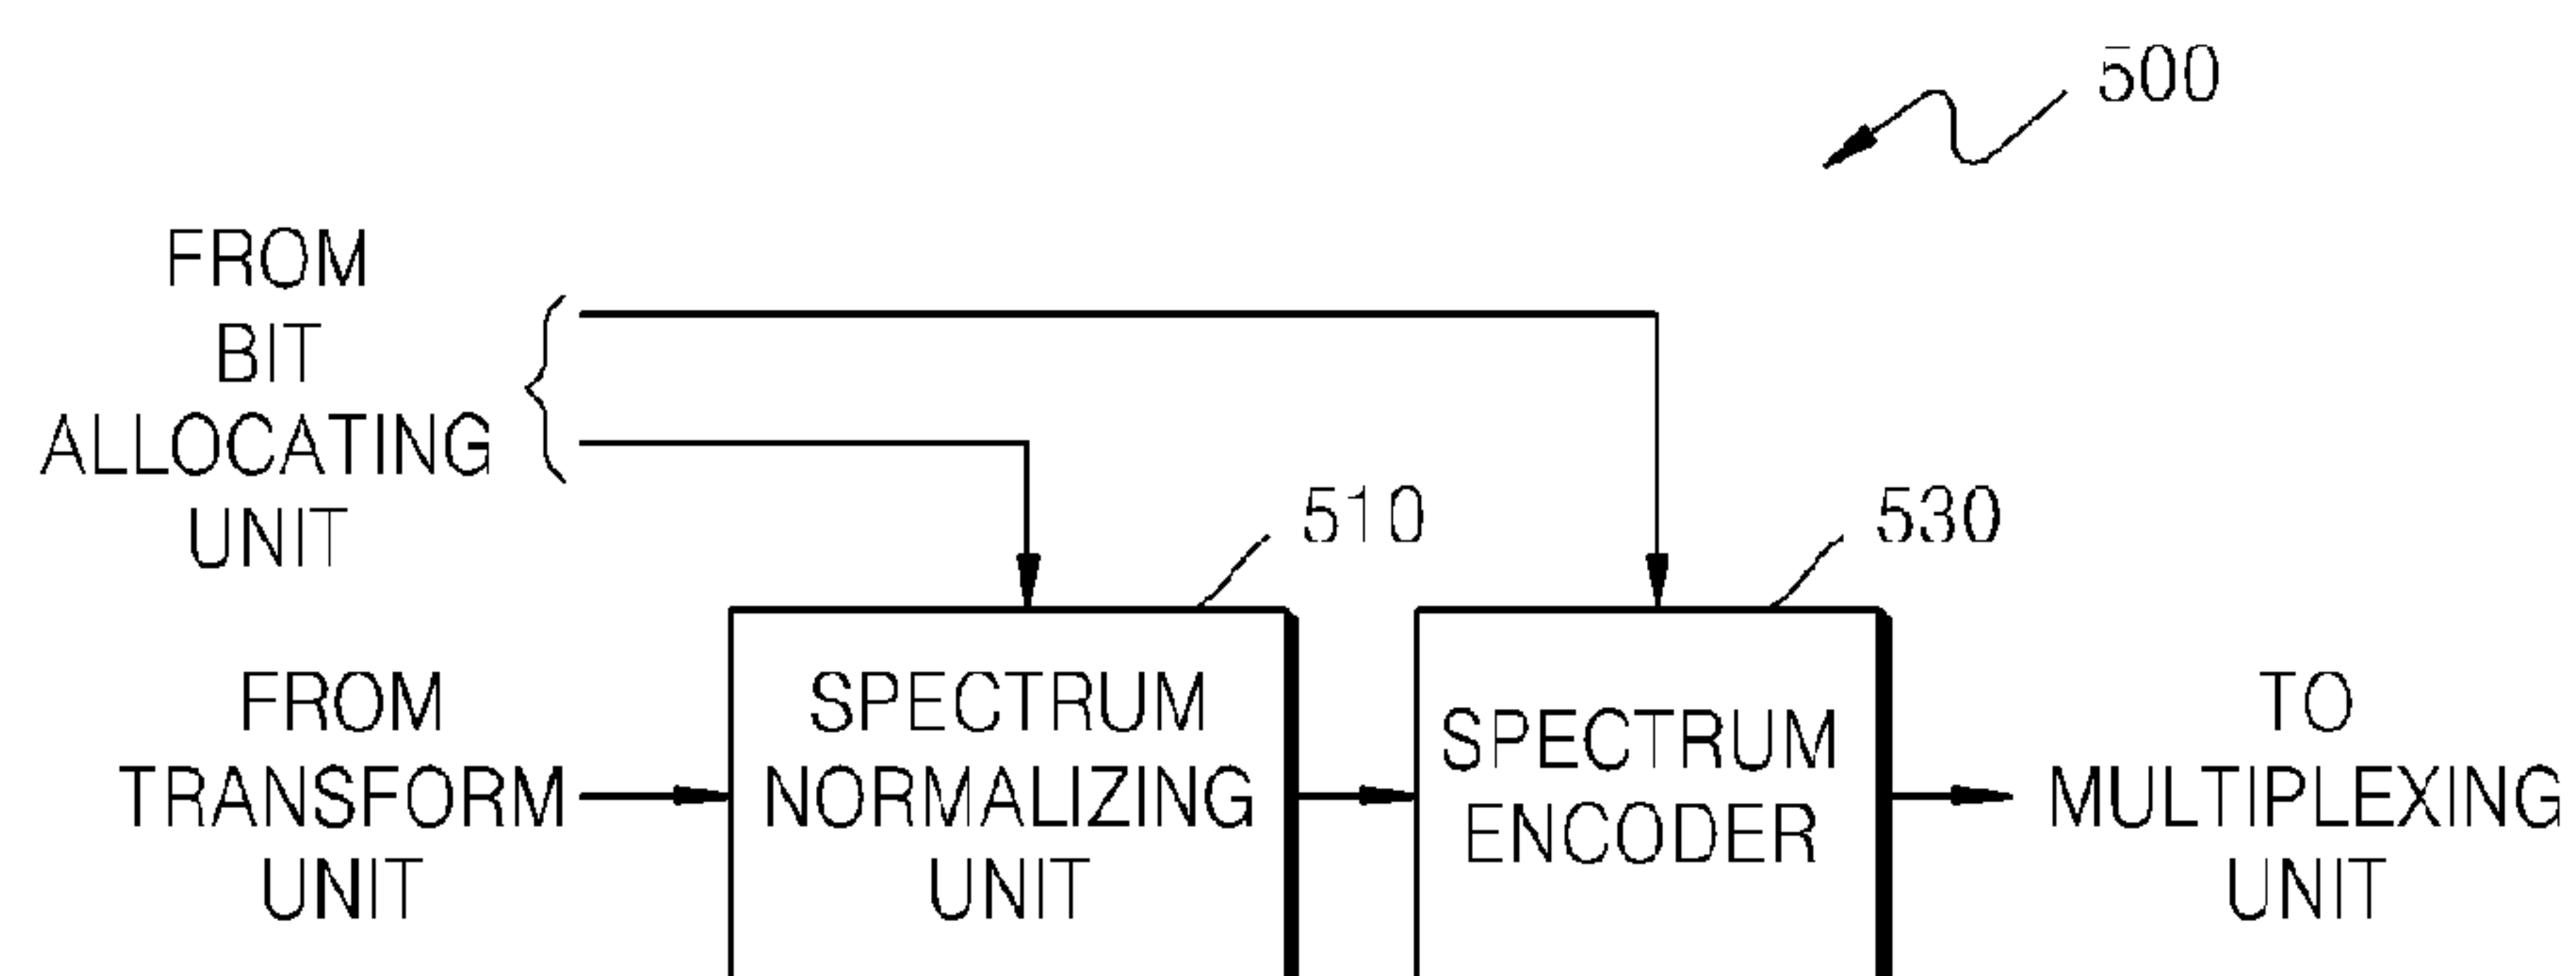 500
FROM
BIT
ALLOCATING
UNIT
510
530
FROM
TRANSFORM
UNIT
SPECTRUM
NORMALIZING
UNIT
SPECTRUM
ENCODER
TO
MULTIPLEXING
UNIT